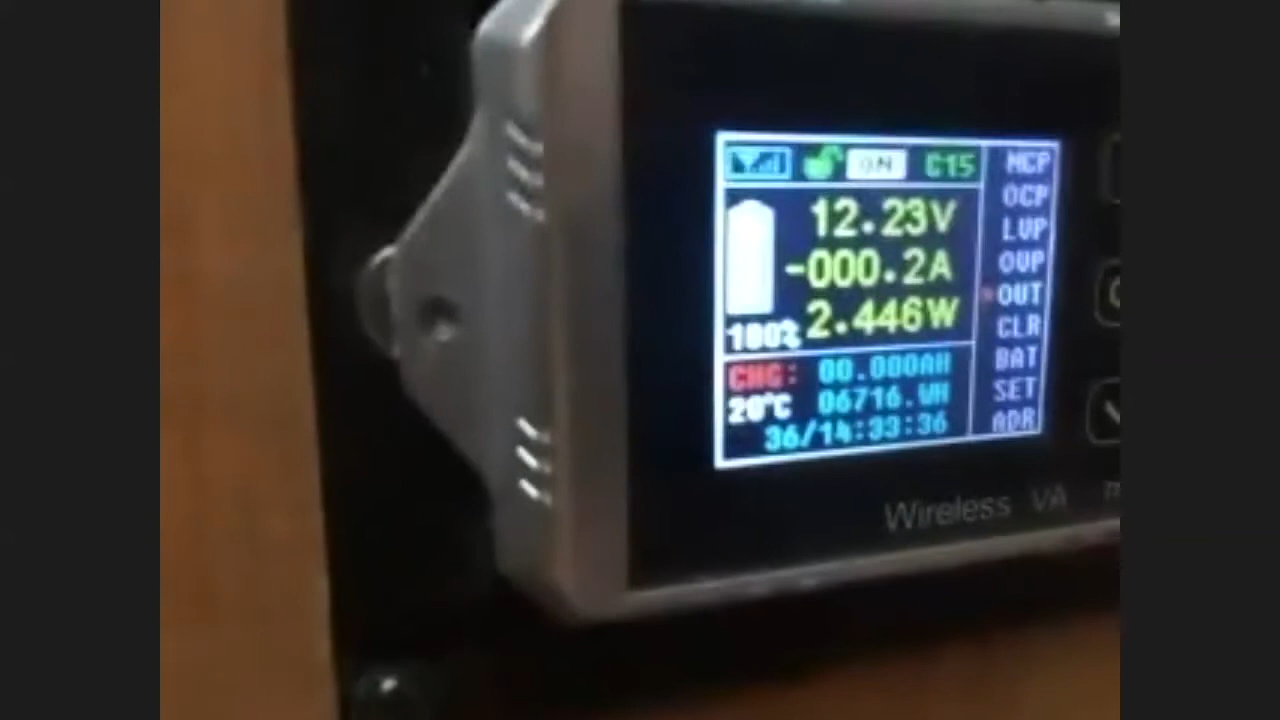 ON C15
12.23V
-000.2A
100% 2.446W
CHG: 00.000AH
20°C 06716.WH
36/14:33:36
OCP
LVP
OVP
OUT
CLR
BAT
SET
ADR
Wireless VA